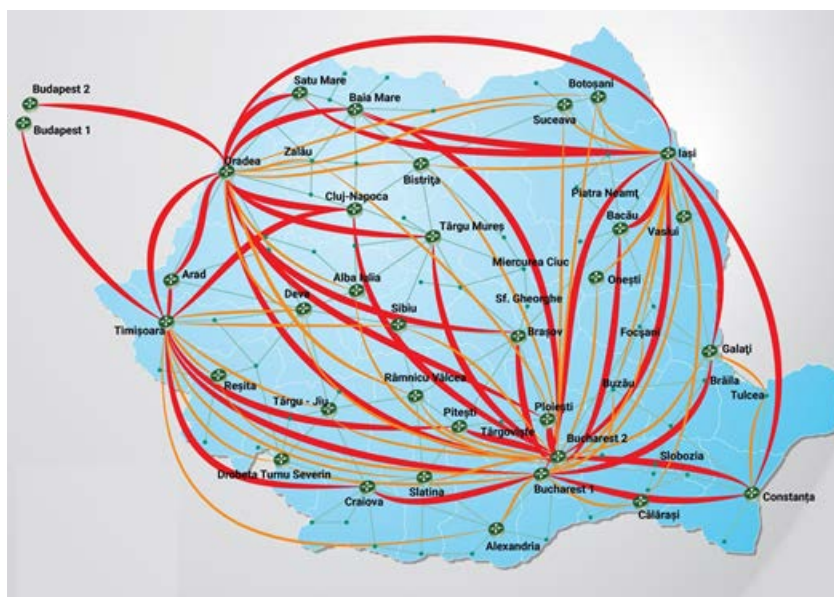 Budapest 2
Budapest 1
Satu Mare
Baia Mare
Botoșani
Suceava
Iași
Zalău
Oradea
Bistrița
Cluj-Napoca
Piatra Neamț
Bacău
Vaslui
Târgu Mureș
Miercurea Ciuc
Arad
Alba Iulia
Onești
Deva
Sf. Gheorghe
Sibiu
Timișoara
Brașov
Focșani
Galați
Reșita
Râmnicu Vâlcea
Buzău
Brăila
Tulcea
Târgu - Jiu
Pitești
Ploiești
Târgoviște
Bucharest 2
Slobozia
Drobeta Turnu Severin
Bucharest 1
Craiova
Slatina
Constanța
Călărași
Alexandria